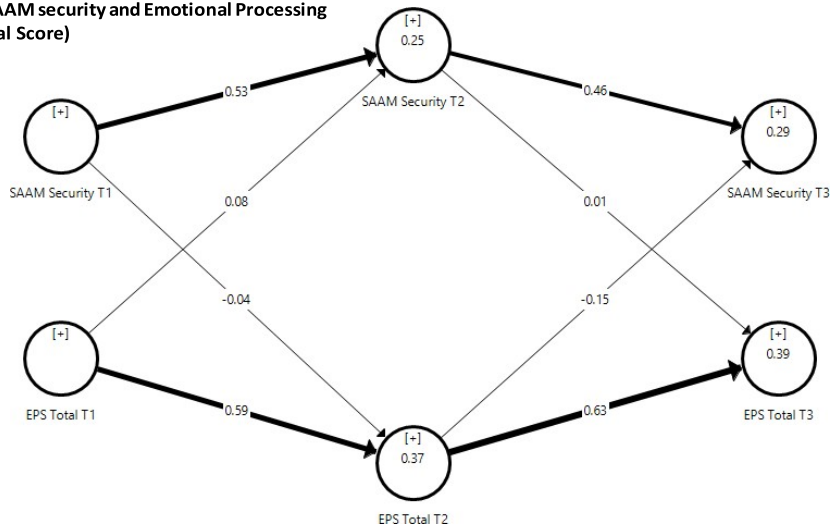 AAM security and Emotional Processing
al Score)
[+]
0.25
SAAM Security T2
0.53
0.46
[+]
SAAM Security T1
[+]
0.29
SAAM Security T3
0.08
0.01
-0.04
-0.15
[+]
EPS Total T1
[+]
0.39
EPS Total T3
0.59
0.63
[+]
0.37
EPS Total T2